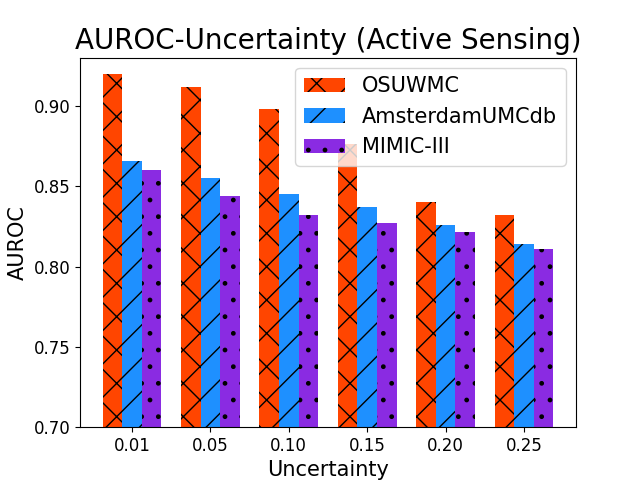 AUROC-Uncertainty (Active Sensing)
OSUWMC
AmsterdamUMCdb
MIMIC-III
AUROC
0.90
0.85
0.80
0.75
0.70
0.01 0.05 0.10 0.15 0.20 0.25
Uncertainty